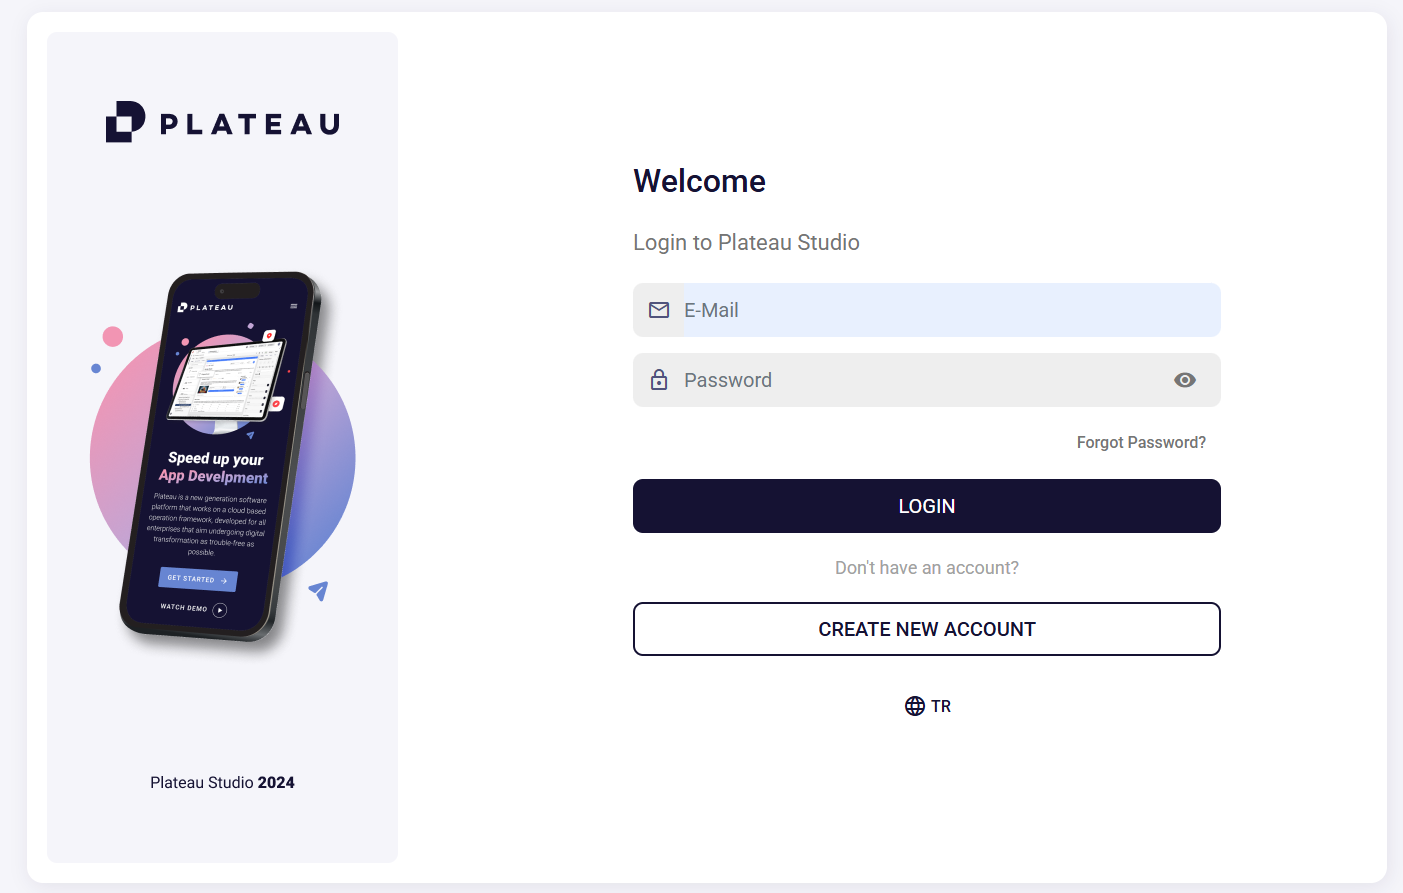 PLATEAU
PLATEAU
Speed up your
App Develpment
Plateau is a new generation software
platform that works on a cloud based
operation framework, developed for all
enterprises that aim undergoing digital
transformation as trouble-free as
possible.
GET STARTED
WATCH DEMO
Plateau Studio 2024
Welcome
Login to Plateau Studio
E-Mail
Password
Forgot Password?
LOGIN
Don't have an account?
CREATE NEW ACCOUNT
TR